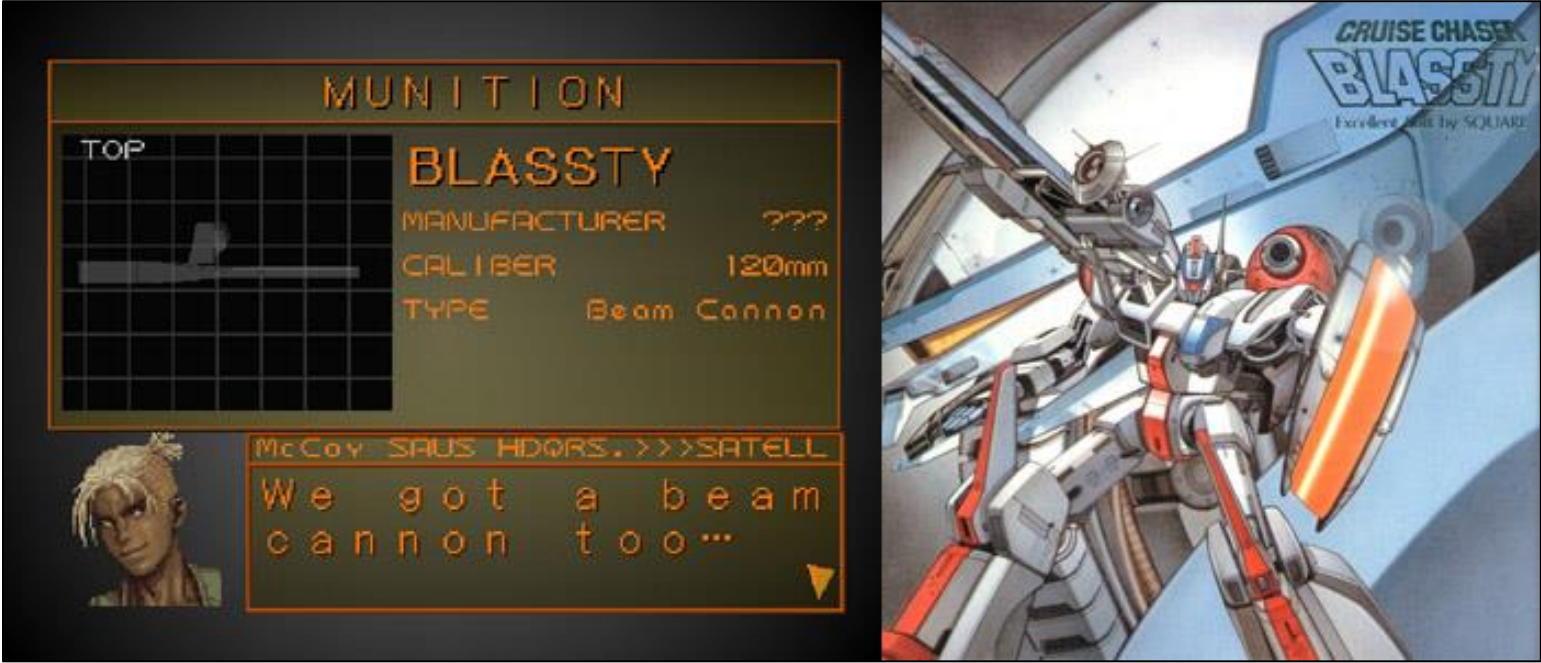 MUNITION
TOP
BLASSTY
MANUFACTURER ???
CALIBER 120mm
TYPE Beam Cannon
McCoy SAUS HDQRS.>>>SATELL
We got a beam
cannon too…
CRUISE CHASER
BLASSTY
Excellent Soft by SQUARE